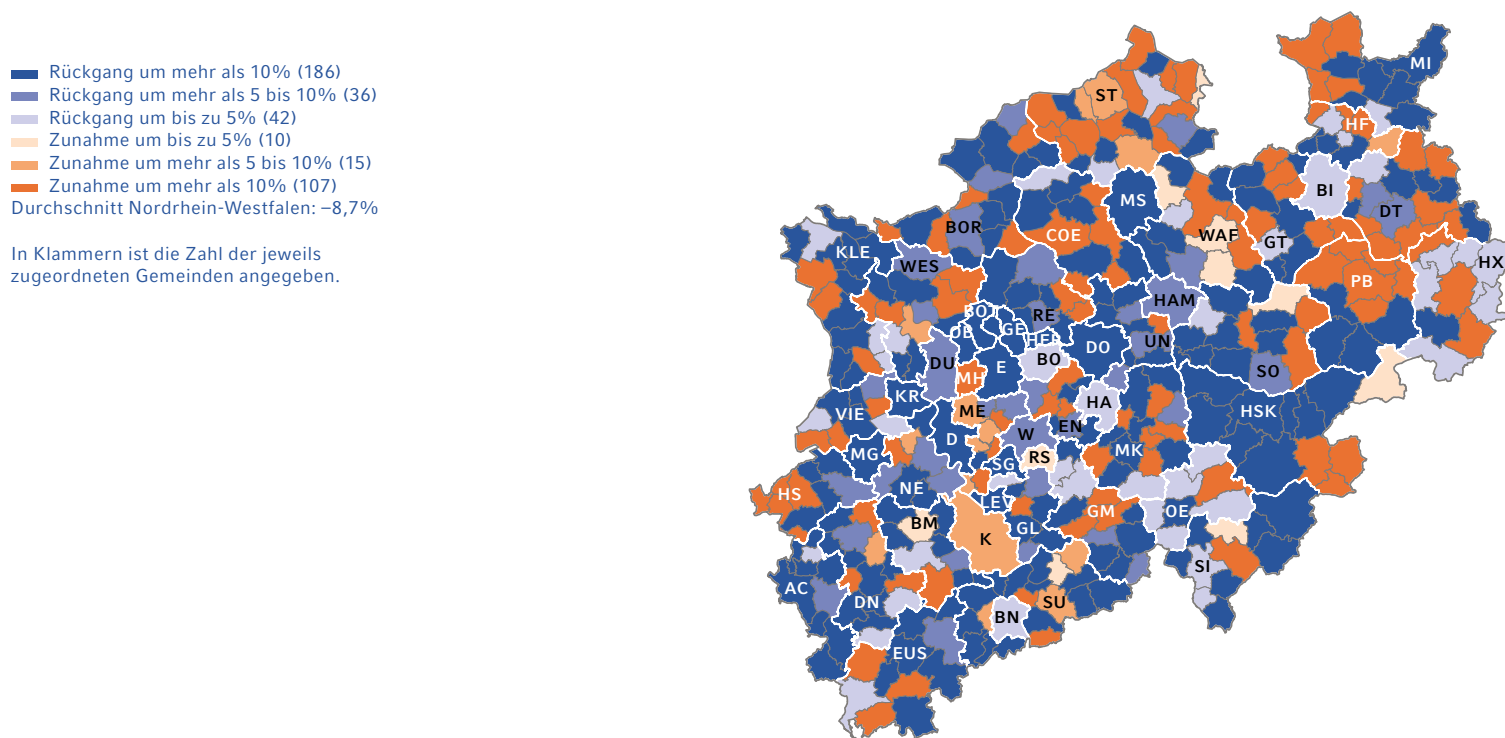 Rückgang um mehr als 10% (186)
Rückgang um mehr als 5 bis 10% (36)
Rückgang um bis zu 5% (42)
Zunahme um bis zu 5% (10)
Zunahme um mehr als 5 bis 10% (15)
Zunahme um mehr als 10% (107)
Durchschnitt Nordrhein-Westfalen: –8,7%
In Klammern ist die Zahl der jeweils
zugeordneten Gemeinden angegeben.
MI
ST
HF
BI
MS
DT
BOR
COE
WAF
GT
KLE
WES
HX
PB
HAM
BOT
RE
OB
GE
HER
UN
DO
BO
DU
E
SO
MH
KR
ME
HA
VIE
HSK
EN
D
W
MG
RS
MK
SG
NE
HS
LEV
GM
OE
BM
GL
K
SI
AC
DN
SU
BN
EUS